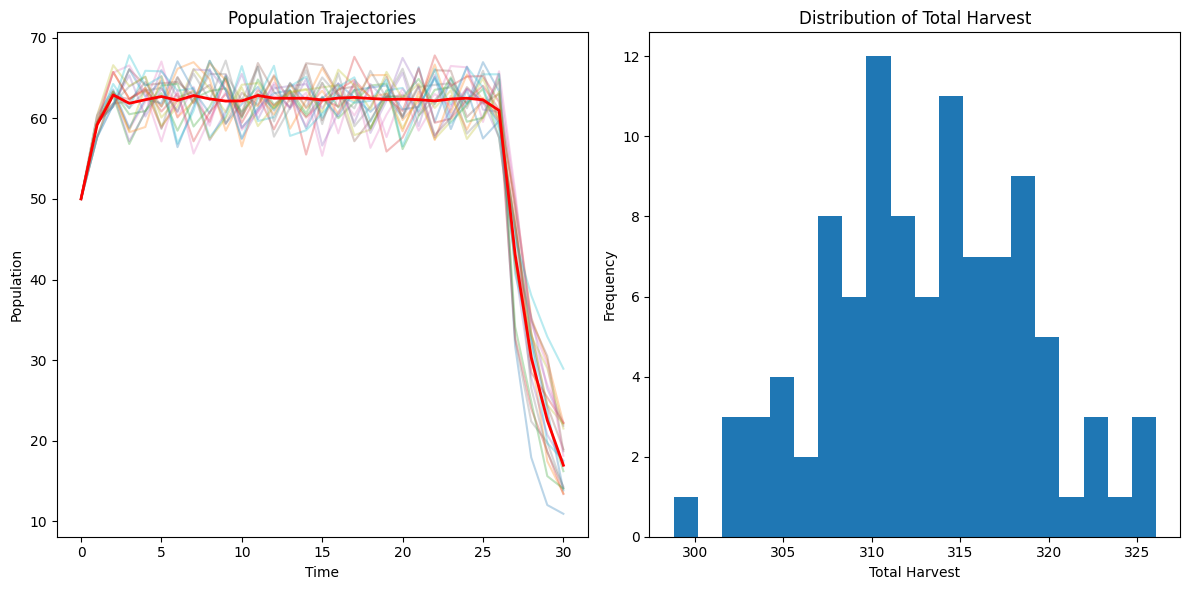 Population Trajectories
70
60
50
40
30
20
10
Population
0 5 10 15 20 25 30
Time
Distribution of Total Harvest
12
10
8
6
4
2
0
Frequency
300 305 310 315 320 325
Total Harvest